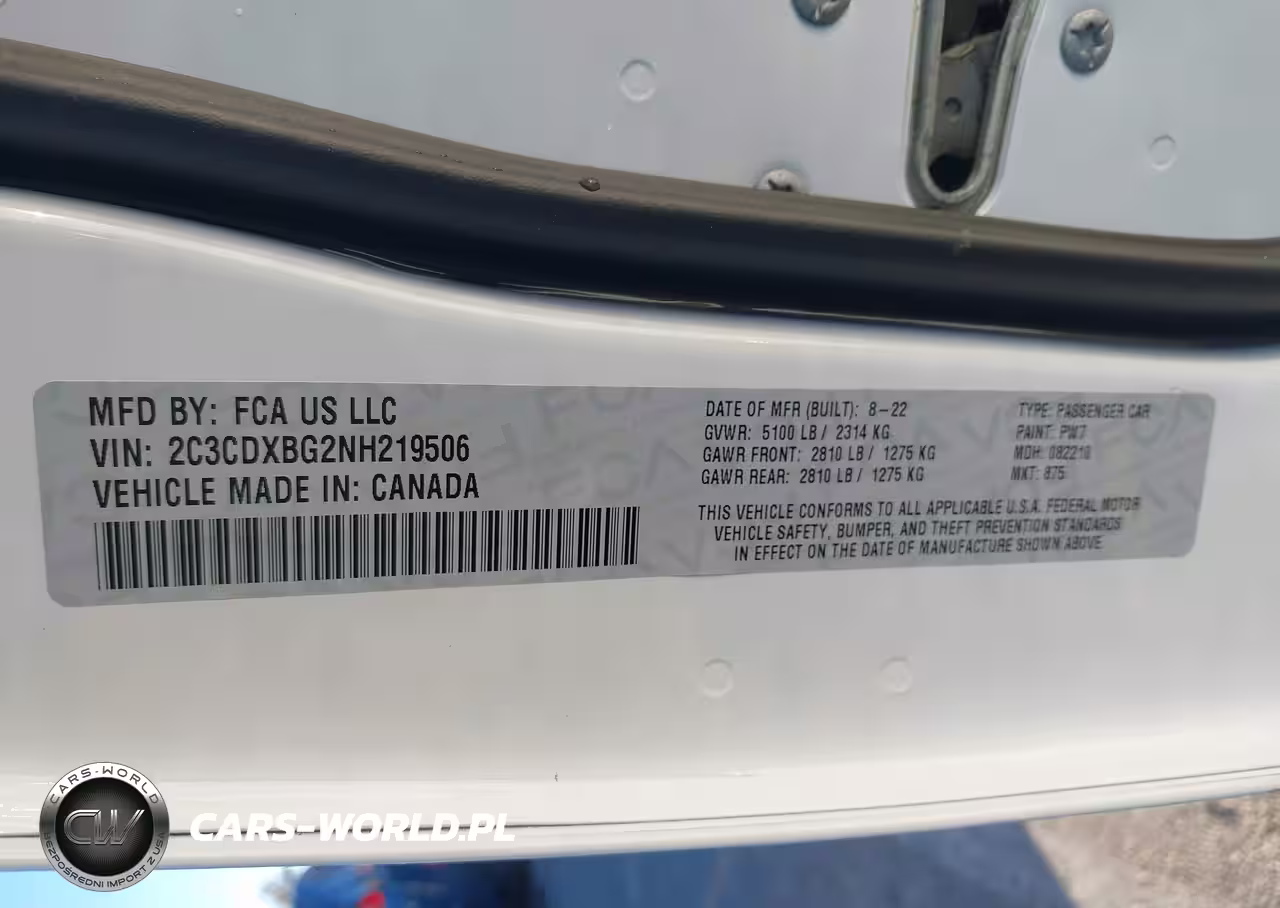 MFD BY: FCA US LLC
VIN: 2C3CDXBG2NH219506
VEHICLE MADE IN: CANADA
DATE OF MFR (BUILT): 8-22
GVWR: 5100 LB / 2314 KG
GAWR FRONT: 2810 LB / 1275 KG
GAWR REAR: 2810 LB / 1275 KG
TYPE: PASSENGER CAR
PAINT: PW7
MDH: 082210
MKT: 875
THIS VEHICLE CONFORMS TO ALL APPLICABLE U.S.A. FEDERAL MOTOR
VEHICLE SAFETY, BUMPER, AND THEFT PREVENTION STANDARDS
IN EFFECT ON THE DATE OF MANUFACTURE SHOWN ABOVE
CARS-WORLD
CW
BEZPOŚREDNI IMPORT Z USA
CARS-WORLD.PL